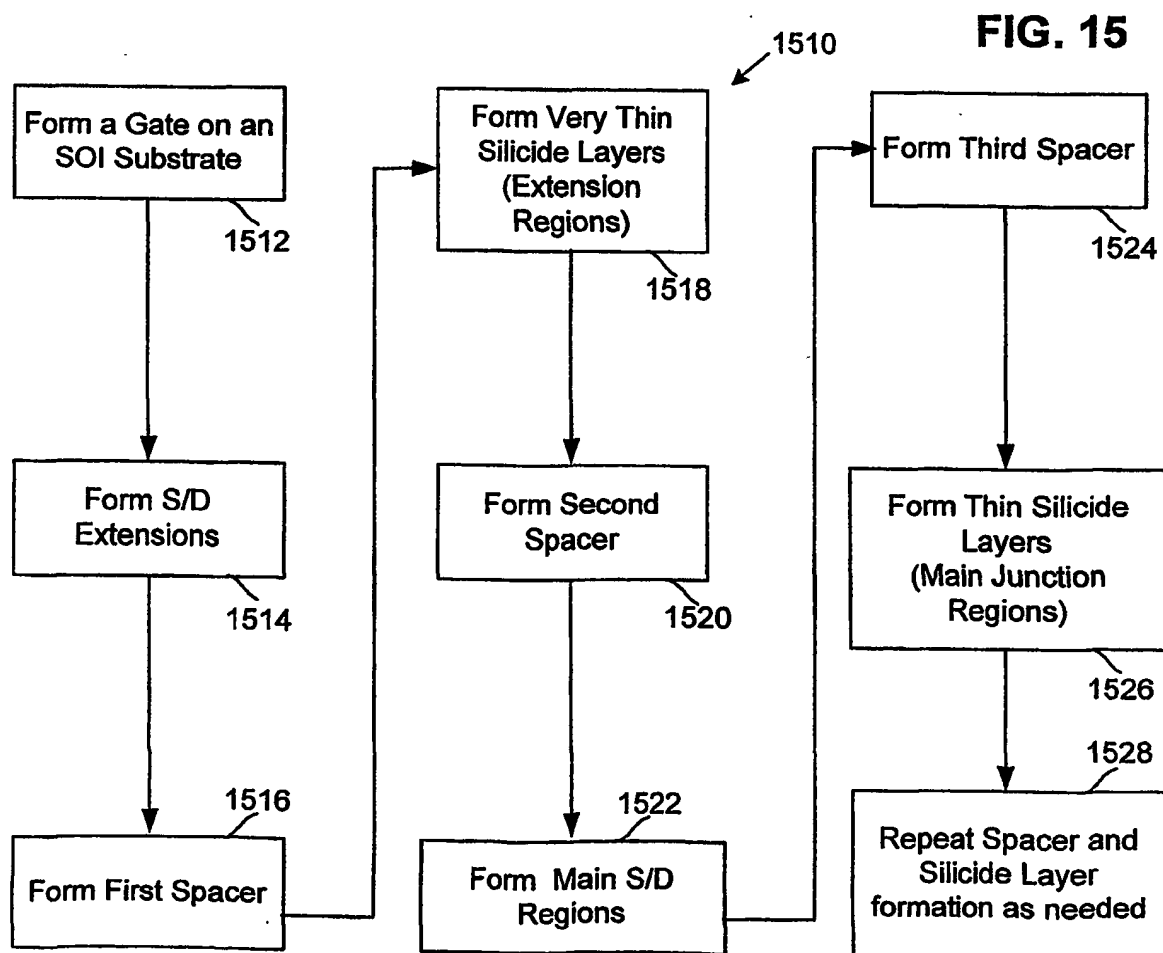 FIG. 15
1510
Form a Gate on an
SOI Substrate
1512
Form S/D
Extensions
1514
1516
Form First Spacer
Form Very Thin
Silicide Layers
(Extension
Regions)
1518
Form Second
Spacer
1520
1522
Form Main S/D
Regions
Form Third Spacer
1524
Form Thin Silicide
Layers
(Main Junction
Regions)
1526
1528
Repeat Spacer and
Silicide Layer
formation as needed